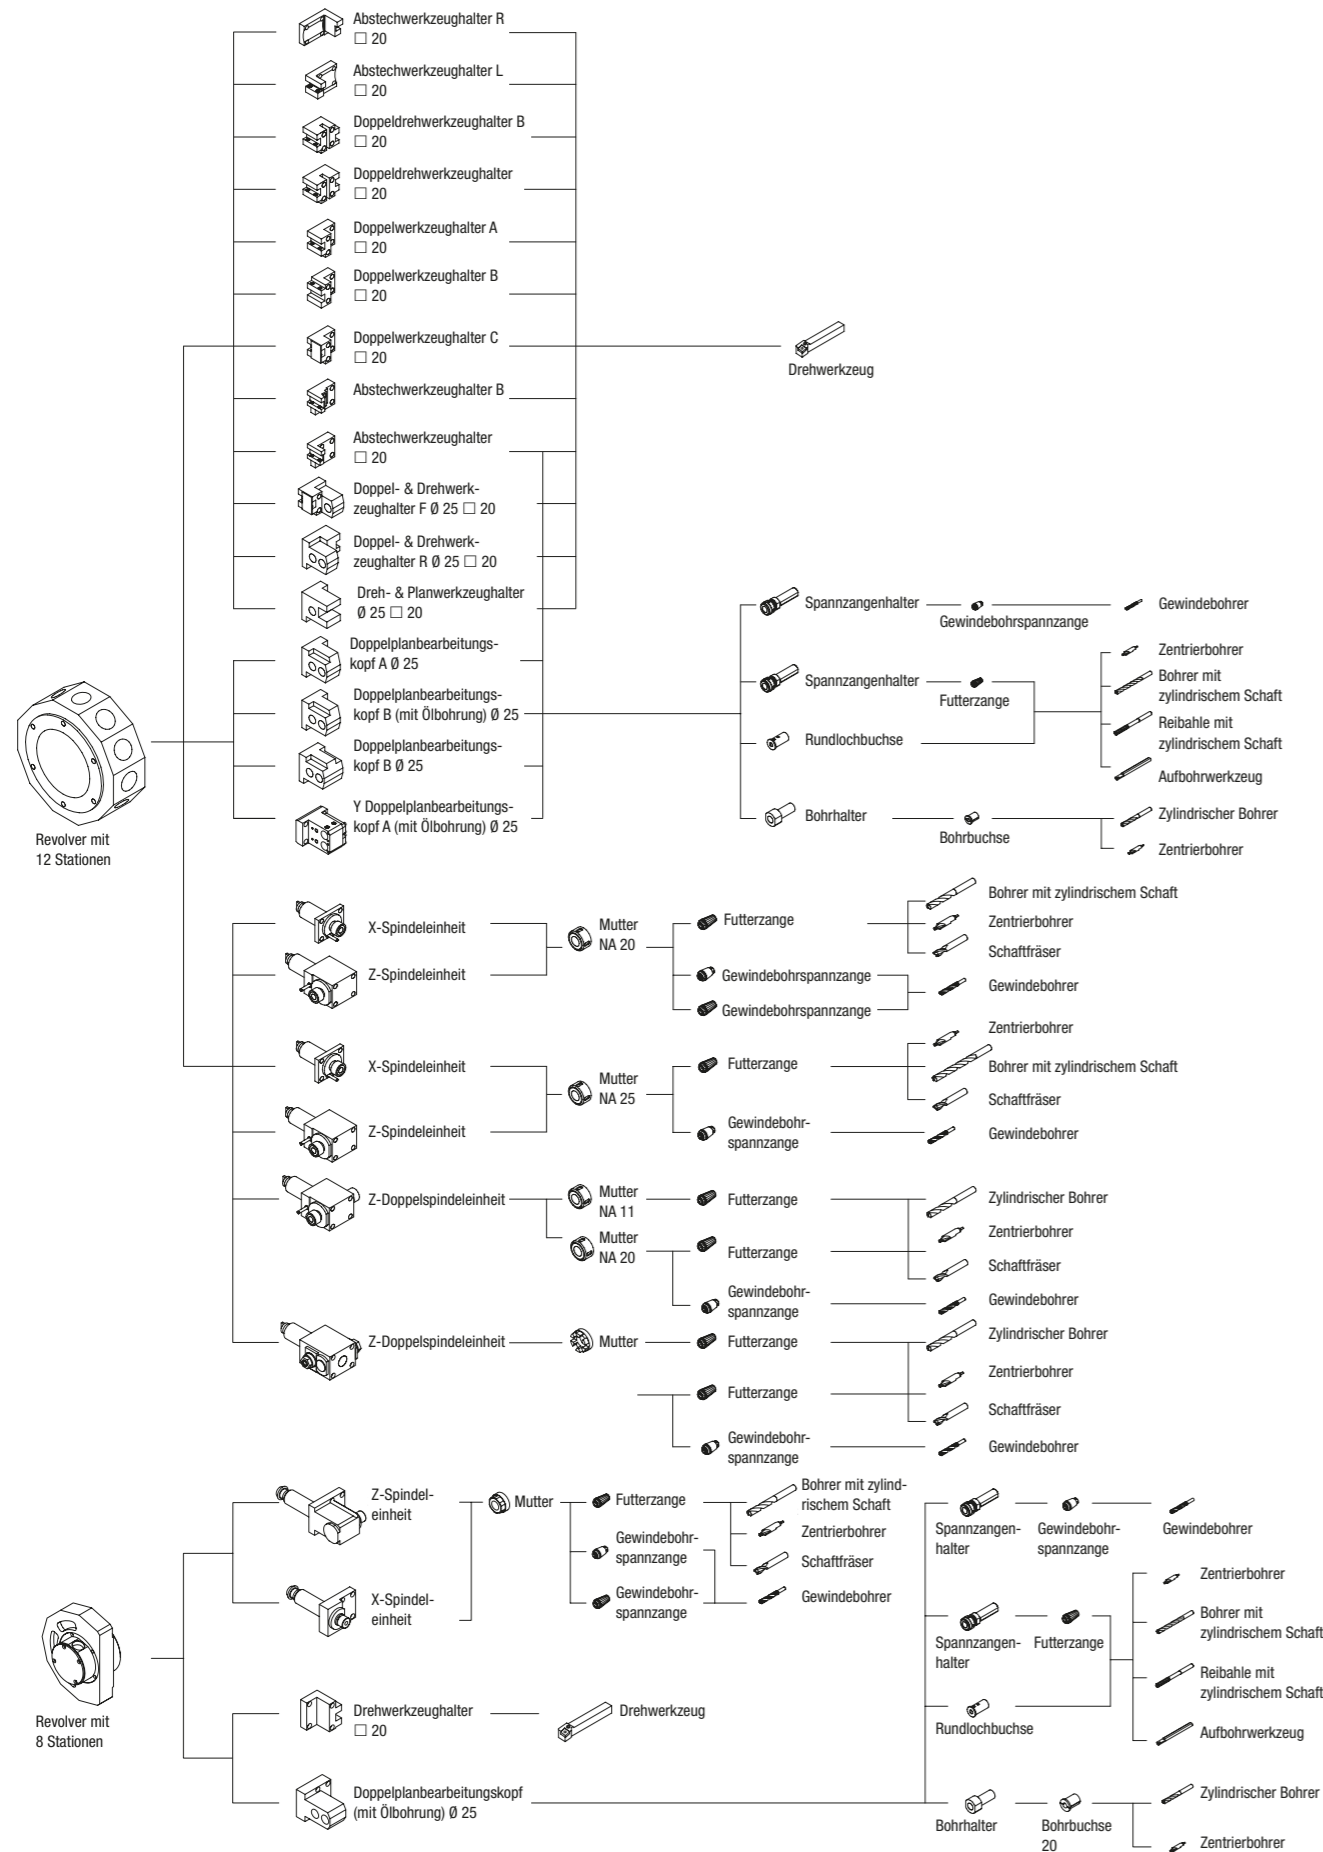 Abstechwerkzeughalter R
□ 20
Abstechwerkzeughalter L
□ 20
Doppeldrehwerkzeughalter B
□ 20
Doppeldrehwerkzeughalter
□ 20
Doppelwerkzeughalter A
□ 20
Doppelwerkzeughalter B
□ 20
Doppelwerkzeughalter C
□ 20
Drehwerkzeug
Abstechwerkzeughalter B
Abstechwerkzeughalter
□ 20
Doppel- & Drehwerk-
zeughalter F Ø 25 □ 20
Doppel- & Drehwerk-
zeughalter R Ø 25 □ 20
Dreh- & Planwerkzeughalter
Ø 25 □ 20
Doppelplanbearbeitungs-
kopf A Ø 25
Doppelplanbearbeitungs-
kopf B (mit Ölbohrung) Ø 25
Doppelplanbearbeitungs-
kopf B Ø 25
Y Doppelplanbearbeitungs-
kopf A (mit Ölbohrung) Ø 25
Revolver mit
12 Stationen
Spannzangenhalter
Gewindebohrspannzange
Gewindebohrer
Spannzangenhalter
Futterzange
Rundlochbuchse
Zentrierbohrer
Bohrer mit
zylindrischem Schaft
Reibahle mit
zylindrischem Schaft
Aufbohrwerkzeug
Bohrhalter
Bohrbuchse
Zylindrischer Bohrer
Zentrierbohrer
X-Spindeleinheit
Z-Spindeleinheit
Mutter
NA 20
Futterzange
Gewindebohrspannzange
Gewindebohrspannzange
Bohrer mit zylindrischem Schaft
Zentrierbohrer
Schaftfräser
Gewindebohrer
X-Spindeleinheit
Z-Spindeleinheit
Mutter
NA 25
Futterzange
Gewindebohr-
spannzange
Zentrierbohrer
Bohrer mit zylindrischem Schaft
Schaftfräser
Gewindebohrer
Z-Doppelspindeleinheit
Mutter
NA 11
Mutter
NA 20
Futterzange
Futterzange
Gewindebohr-
spannzange
Zylindrischer Bohrer
Zentrierbohrer
Schaftfräser
Gewindebohrer
Z-Doppelspindeleinheit
Mutter
Futterzange
Futterzange
Gewindebohr-
spannzange
Zylindrischer Bohrer
Zentrierbohrer
Schaftfräser
Gewindebohrer
Z-Spindel-
einheit
X-Spindel-
einheit
Mutter
Futterzange
Gewindebohr-
spannzange
Gewindebohr-
spannzange
Bohrer mit zylind-
rischem Schaft
Zentrierbohrer
Schaftfräser
Gewindebohrer
Revolver mit
8 Stationen
Drehwerkzeughalter
□ 20
Drehwerkzeug
Doppelplanbearbeitungskopf
(mit Ölbohrung) Ø 25
Spannzangen-
halter
Gewindebohr-
spannzange
Gewindebohrer
Spannzangen-
halter
Futterzange
Rundlochbuchse
Zentrierbohrer
Bohrer mit
zylindrischem Schaft
Reibahle mit
zylindrischem Schaft
Aufbohrwerkzeug
Bohrhalter
Bohrbuchse
20
Zylindrischer Bohrer
Zentrierbohrer